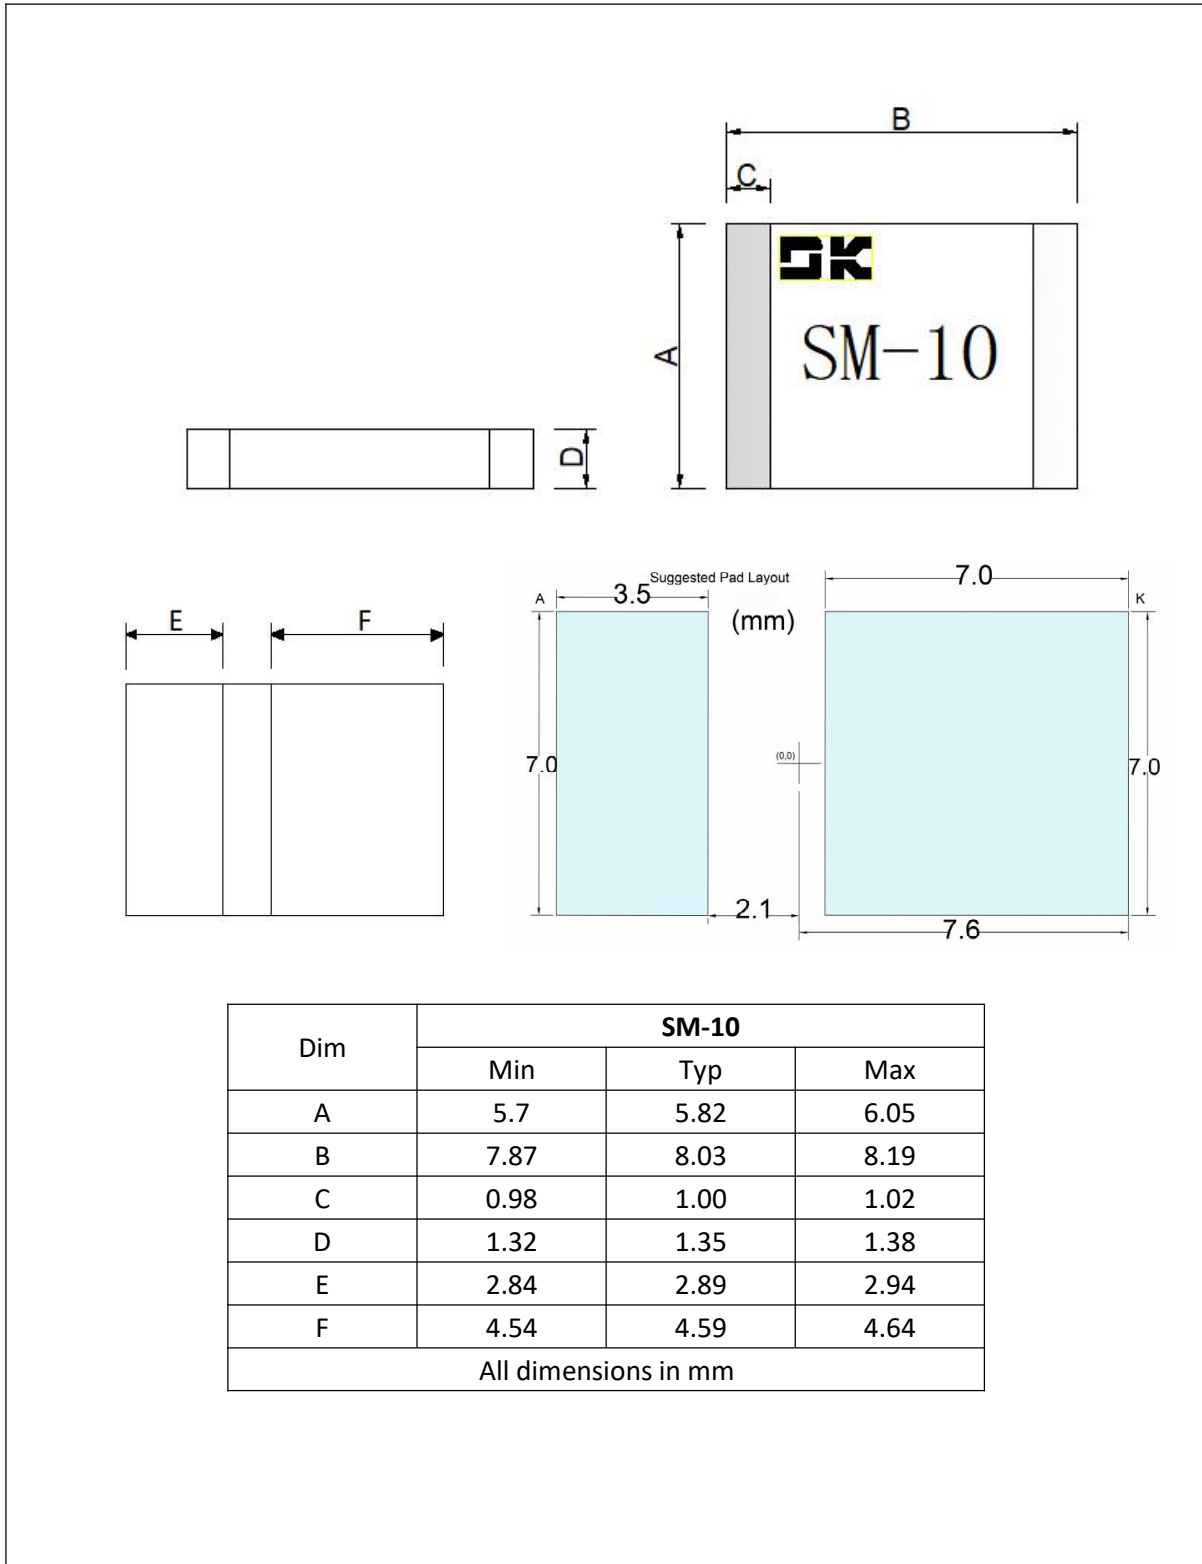 B
C
DK
A
SM-10
D
Suggested Pad Layout
A
3.5
(mm)
7.0
K
E
F
7.0
(0,0)
7.0
2.1
7.6
Dim SM-10
Min Typ Max
A 5.7 5.82 6.05
B 7.87 8.03 8.19
C 0.98 1.00 1.02
D 1.32 1.35 1.38
E 2.84 2.89 2.94
F 4.54 4.59 4.64
All dimensions in mm